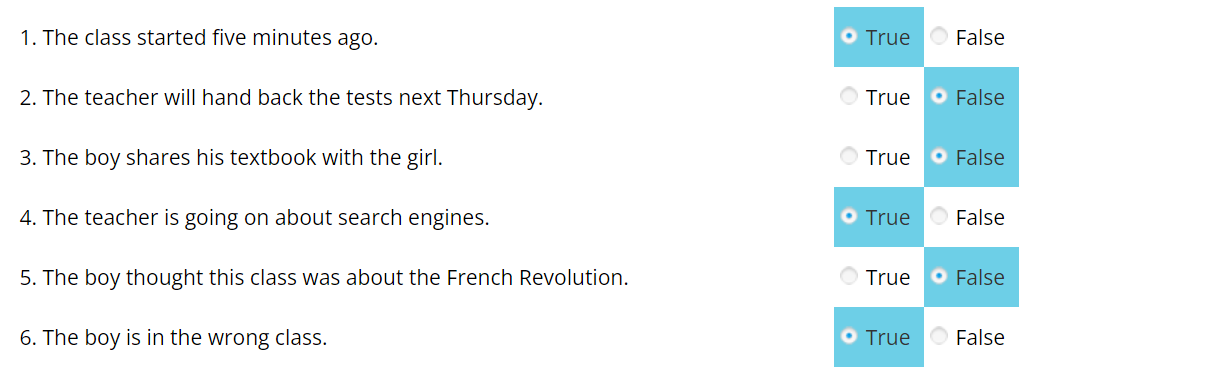 1. The class started five minutes ago. True False
2. The teacher will hand back the tests next Thursday. True False
3. The boy shares his textbook with the girl. True False
4. The teacher is going on about search engines. True False
5. The boy thought this class was about the French Revolution. True False
6. The boy is in the wrong class. True False